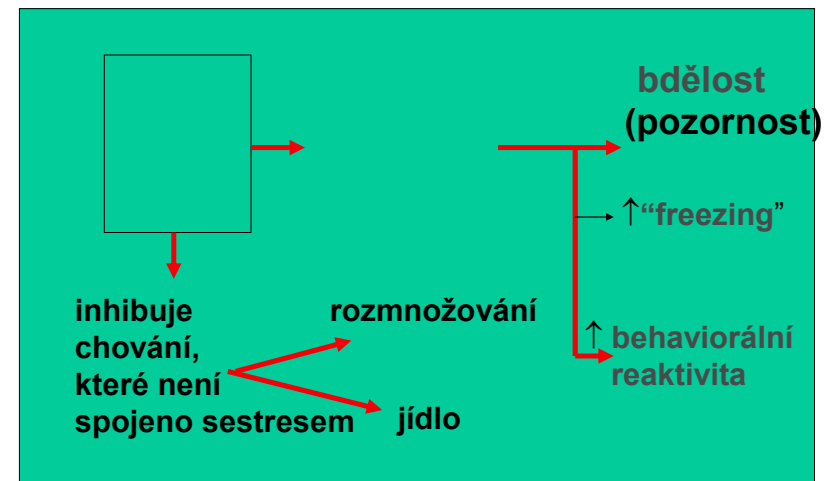 bdělost
(pozornost)
↑“freezing”
inhibuje
chování,
které není
spojeno sestresem
rozmnožování
jídlo
↑ behaviorální
reaktivita